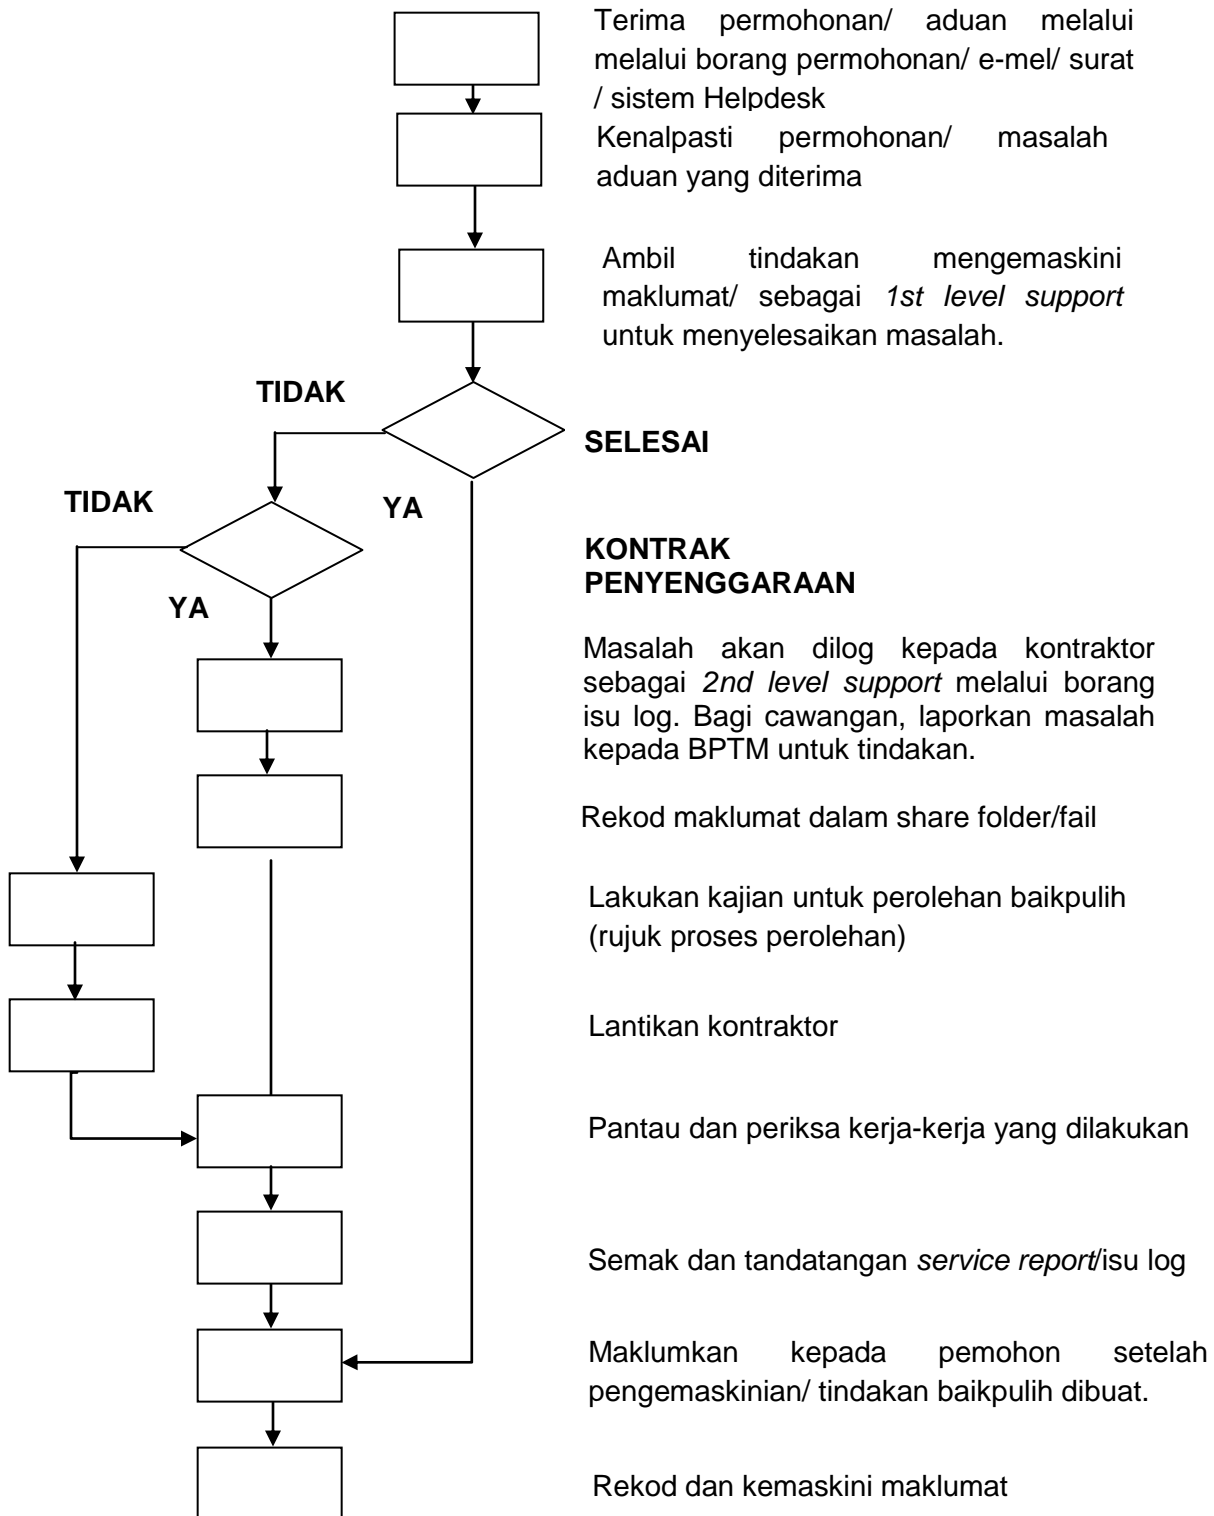 Terima permohonan/ aduan melalui
melalui borang permohonan/ e-mel/ surat
/ sistem Helpdesk
Kenalpasti permohonan/ masalah
aduan yang diterima
Ambil tindakan mengemaskini
maklumat/ sebagai 1st level support
untuk menyelesaikan masalah.
TIDAK
SELESAI
TIDAK
YA
KONTRAK
PENYENGGARAAN
YA
Masalah akan dilog kepada kontraktor
sebagai 2nd level support melalui borang
isu log. Bagi cawangan, laporkan masalah
kepada BPTM untuk tindakan.
Rekod maklumat dalam share folder/fail
Lakukan kajian untuk perolehan baikpulih
(rujuk proses perolehan)
Lantikan kontraktor
Pantau dan periksa kerja-kerja yang dilakukan
Semak dan tandatangan service report/isu log
Maklumkan kepada pemohon setelah
pengemaskinian/ tindakan baikpulih dibuat.
Rekod dan kemaskini maklumat